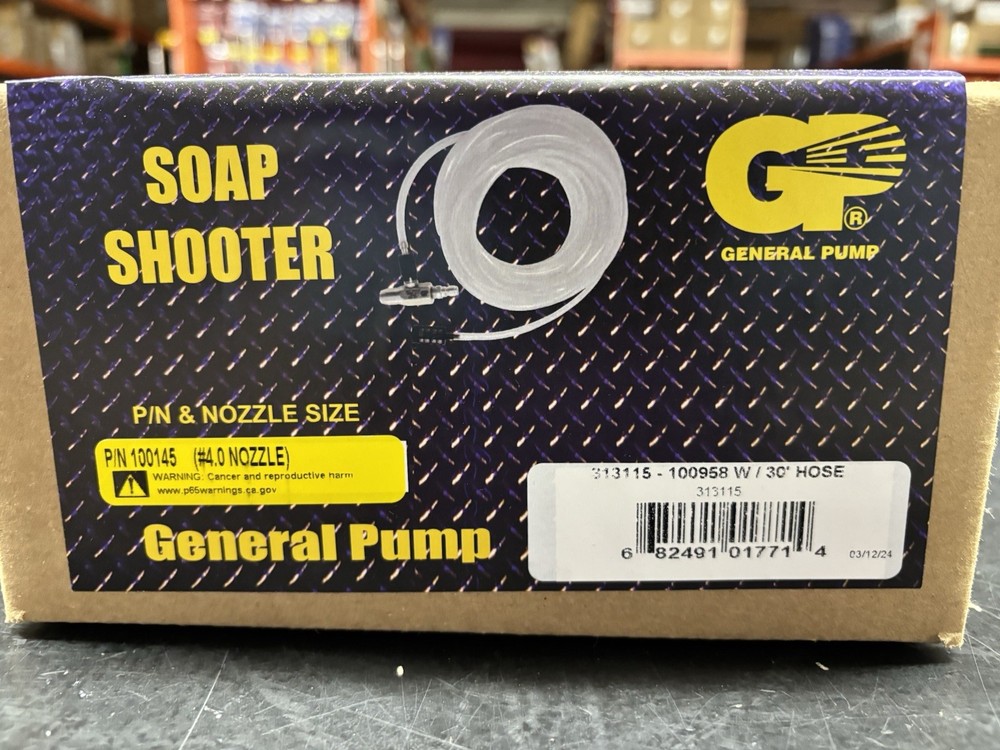 SOAP
SHOOTER
GP®
GENERAL PUMP
P/N & NOZZLE SIZE
P/N 100145 (#4.0 NOZZLE)
WARNING: Cancer and reproductive harm
www.p65warnings.ca.gov
General Pump
313115 - 100958 W / 30' HOSE
313115
6 82491 01771 4
03/12/24